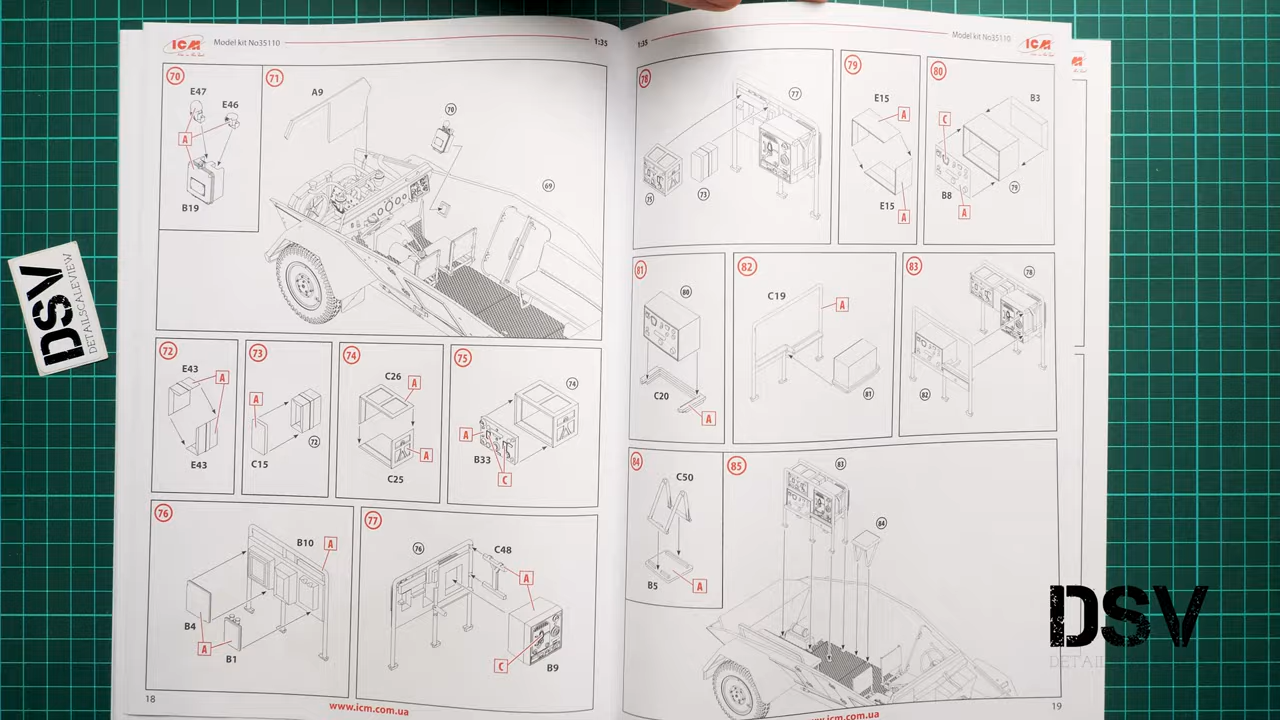 ICM
Model kit No35110
1:35
70
E47
E46
A
B19
71
A9
70
69
72
E43
A
E43
73
A
C15
72
74
C26
A
A
C25
75
74
A
B33
C
76
B10
A
B4
A
B1
77
76
C48
A
C
B9
18
www.icm.com.ua
1:35
Model kit No35110
ICM
78
77
75
73
79
E15
A
E15
A
80
B3
C
B8
A
79
81
80
C20
A
82
C19
A
81
83
78
82
84
C50
B5
A
85
83
84
19
DSV
DETAILSCALEVIEW
DSV